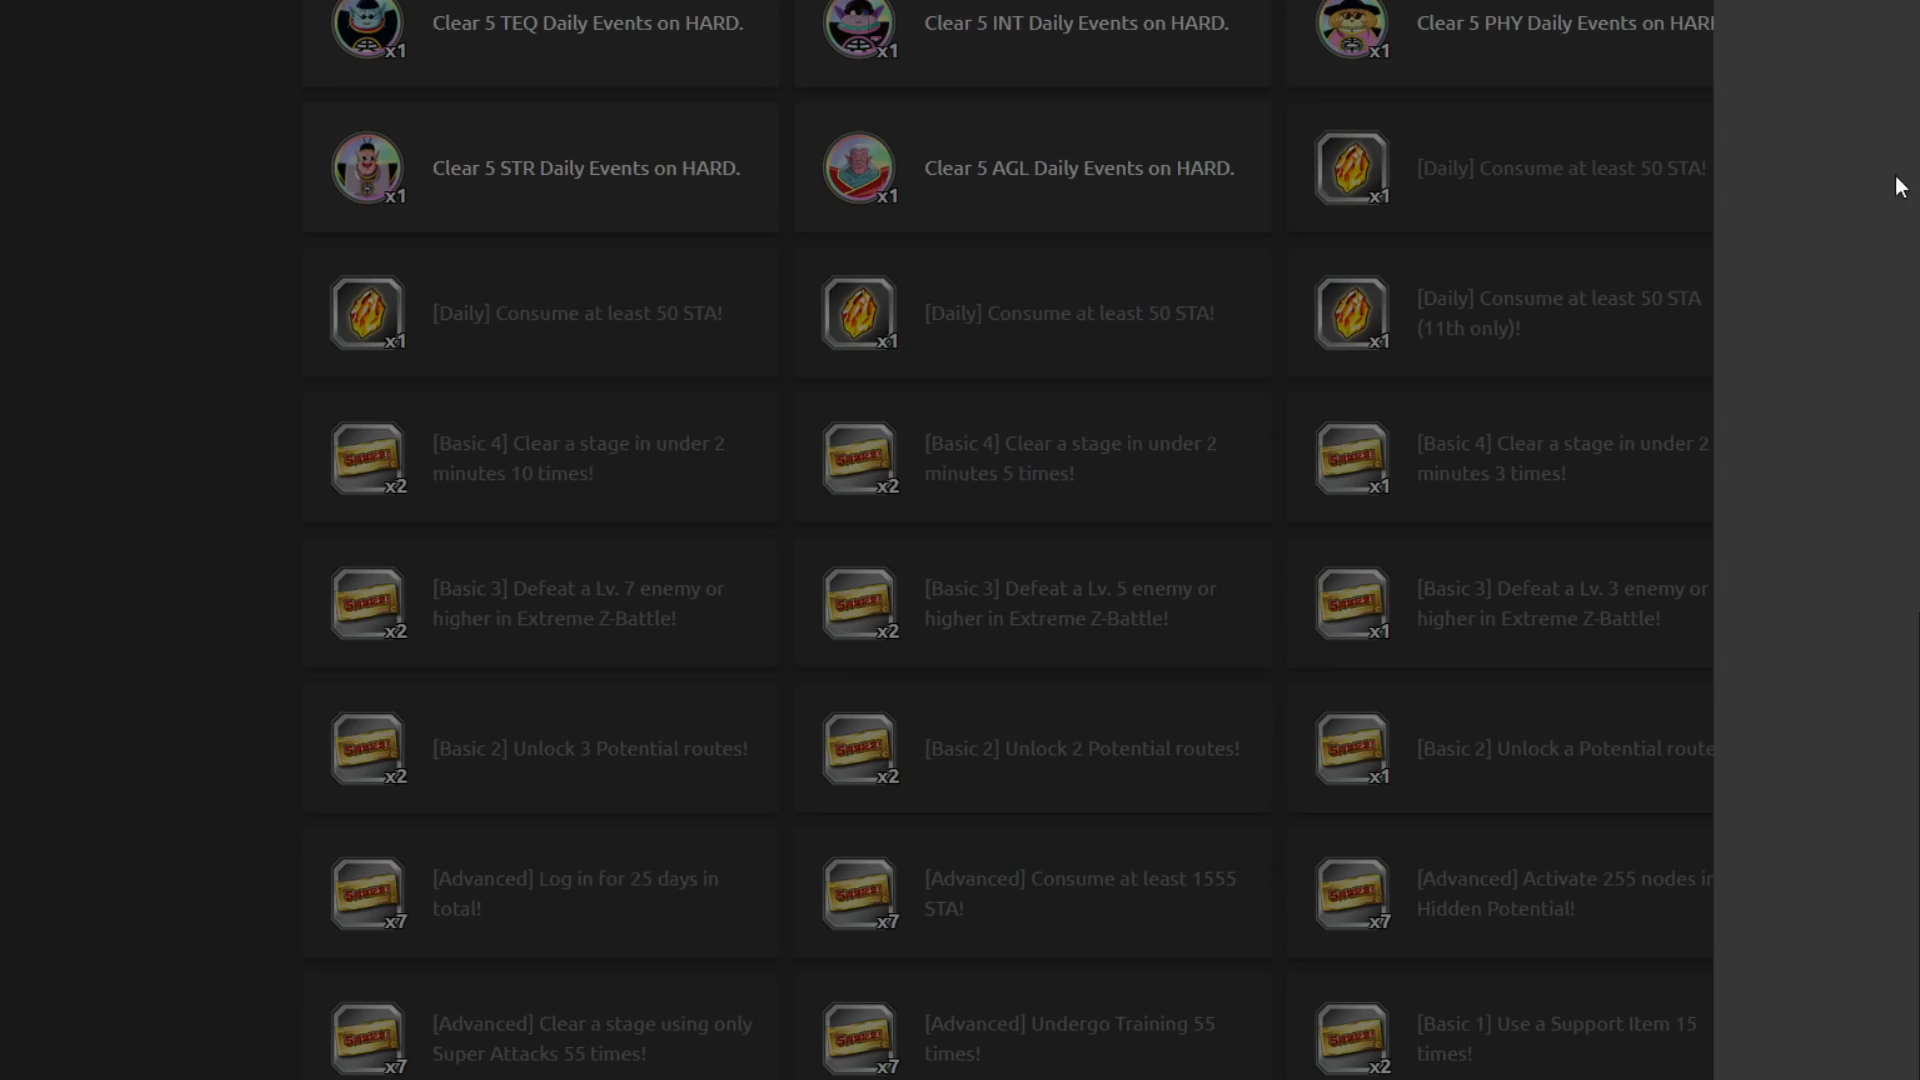 Clear 5 TEQ Daily Events on HARD.
x1
Clear 5 INT Daily Events on HARD.
x1
Clear 5 PHY Daily Events on HARD
x1
Clear 5 STR Daily Events on HARD.
x1
Clear 5 AGL Daily Events on HARD.
x1
[Daily] Consume at least 50 STA!
x1
[Daily] Consume at least 50 STA!
x1
[Daily] Consume at least 50 STA!
x1
[Daily] Consume at least 50 STA
(11th only)!
x1
[Basic 4] Clear a stage in under 2
minutes 10 times!
x2
[Basic 4] Clear a stage in under 2
minutes 5 times!
x2
[Basic 4] Clear a stage in under 2
minutes 3 times!
x1
[Basic 3] Defeat a Lv. 7 enemy or
higher in Extreme Z-Battle!
x2
[Basic 3] Defeat a Lv. 5 enemy or
higher in Extreme Z-Battle!
x2
[Basic 3] Defeat a Lv. 3 enemy or
higher in Extreme Z-Battle!
x1
[Basic 2] Unlock 3 Potential routes!
x2
[Basic 2] Unlock 2 Potential routes!
x2
[Basic 2] Unlock a Potential route
x1
[Advanced] Log in for 25 days in
total!
x7
[Advanced] Consume at least 1555
STA!
x7
[Advanced] Activate 255 nodes in
Hidden Potential!
x7
[Advanced] Clear a stage using only
Super Attacks 55 times!
x7
[Advanced] Undergo Training 55
times!
x7
[Basic 1] Use a Support Item 15
times!
x2